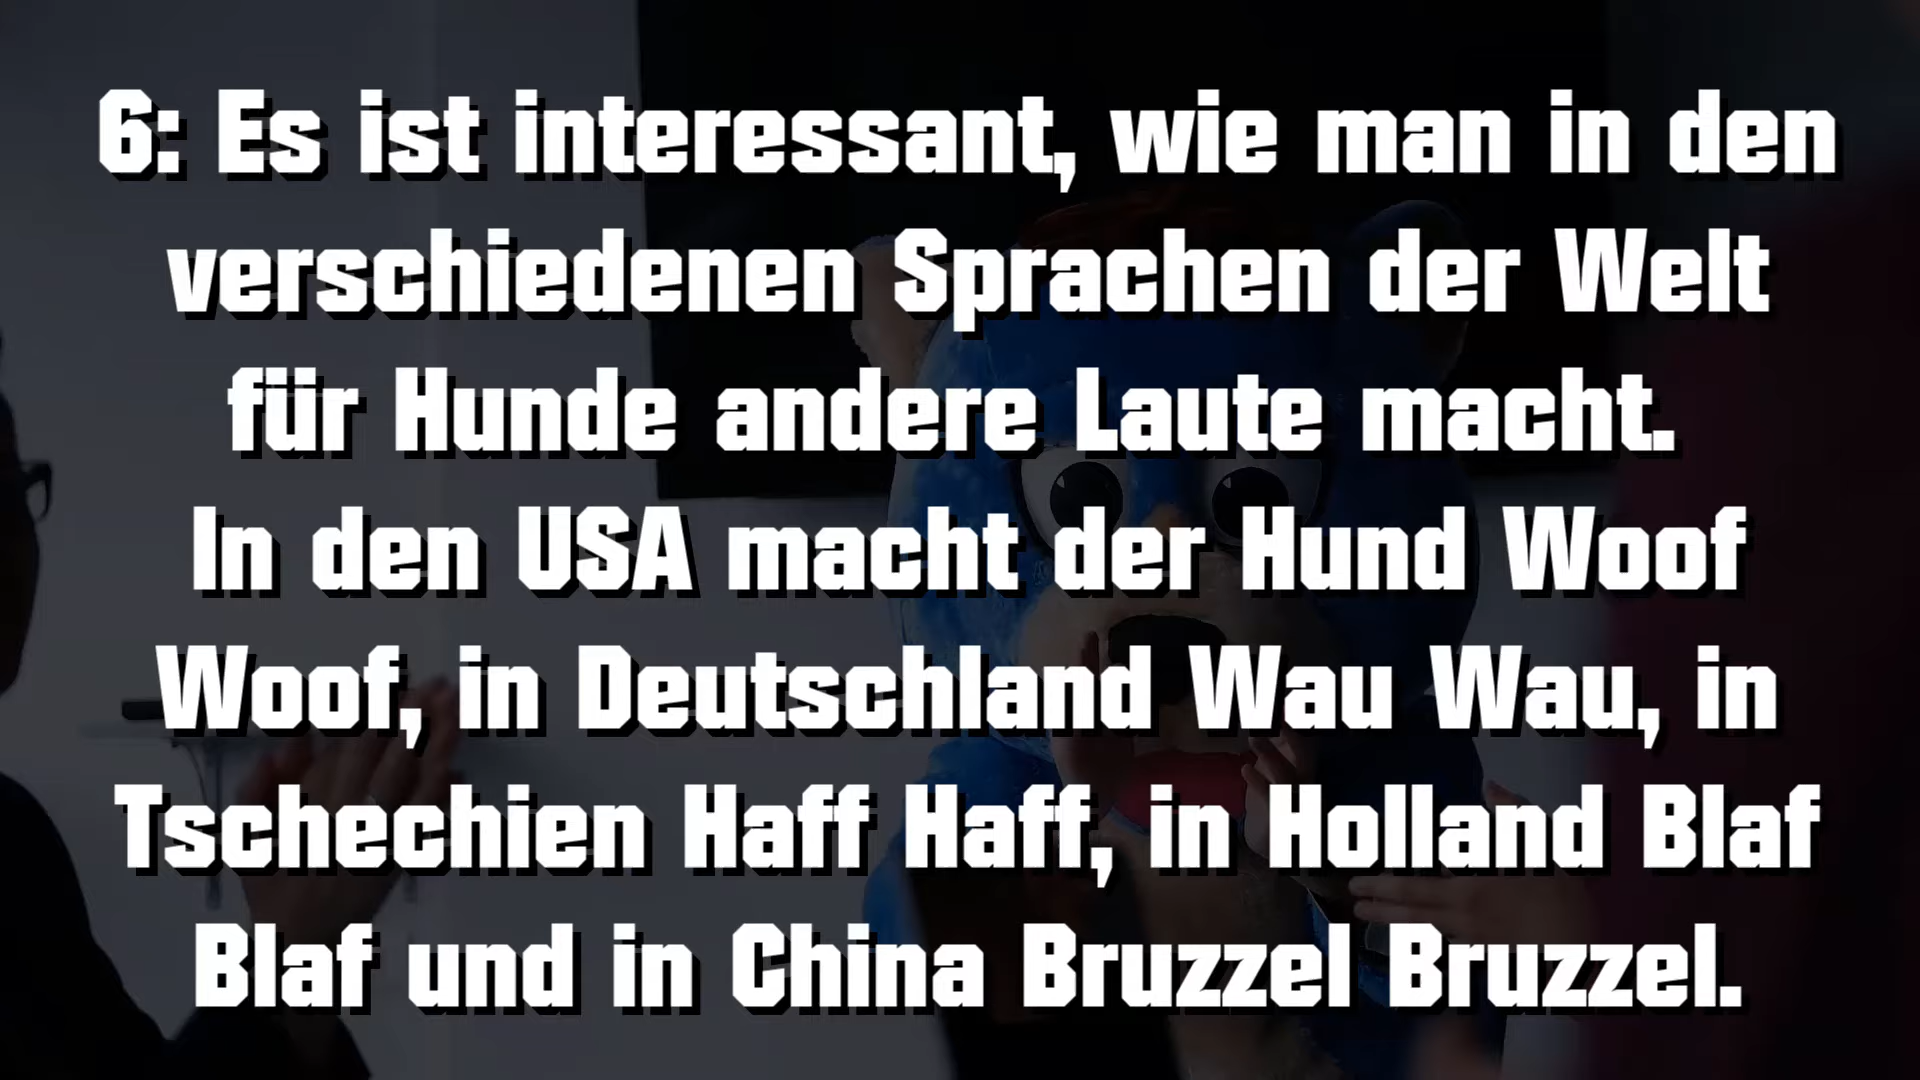 6: Es ist interessant, wie man in den
verschiedenen Sprachen der Welt
für Hunde andere Laute macht.
In den USA macht der Hund Woof
Woof, in Deutschland Wau Wau, in
Tschechien Haff Haff, in Holland Blaf
Blaf und in China Bruzzel Bruzzel.